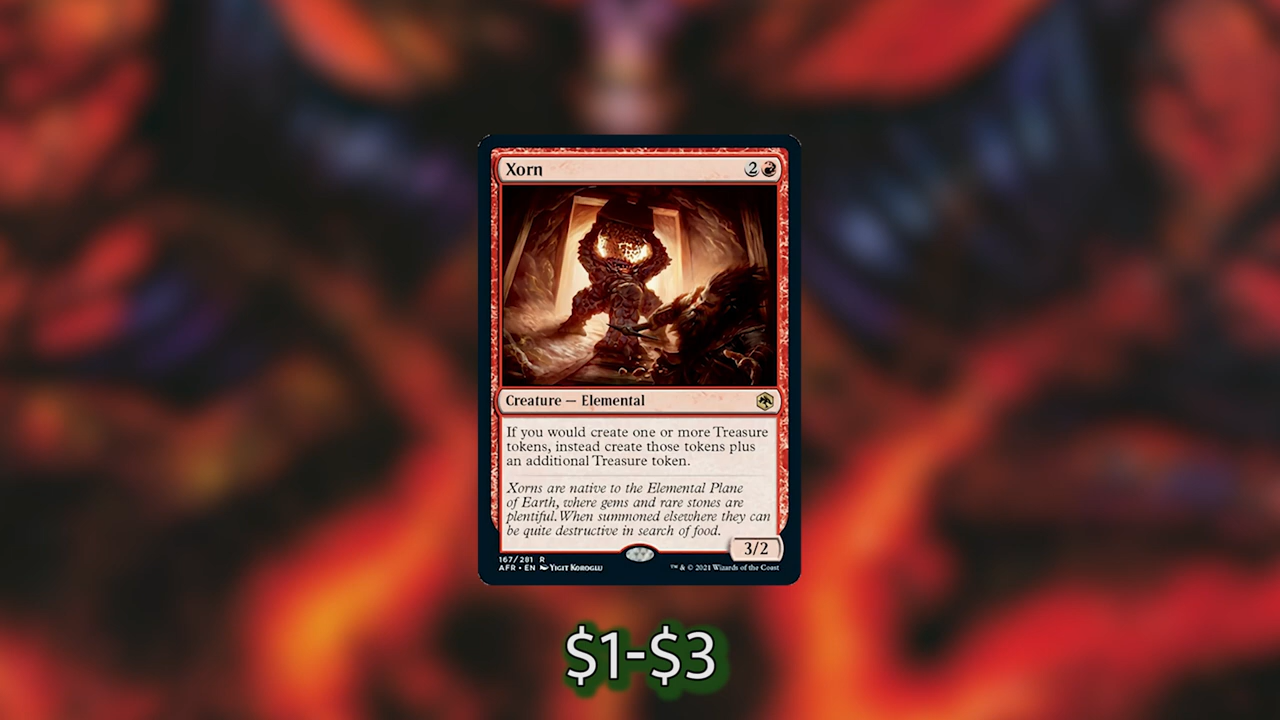 Xorn 2
Creature — Elemental
If you would create one or more Treasure
tokens, instead create those tokens plus
an additional Treasure token.
Xorns are native to the Elemental Plane
of Earth, where gems and rare stones are
plentiful. When summoned elsewhere they can
be quite destructive in search of food.
3/2
167/281 R
AFR • EN Yigit Koroglu
™ & © 2021 Wizards of the Coast
$1-$3